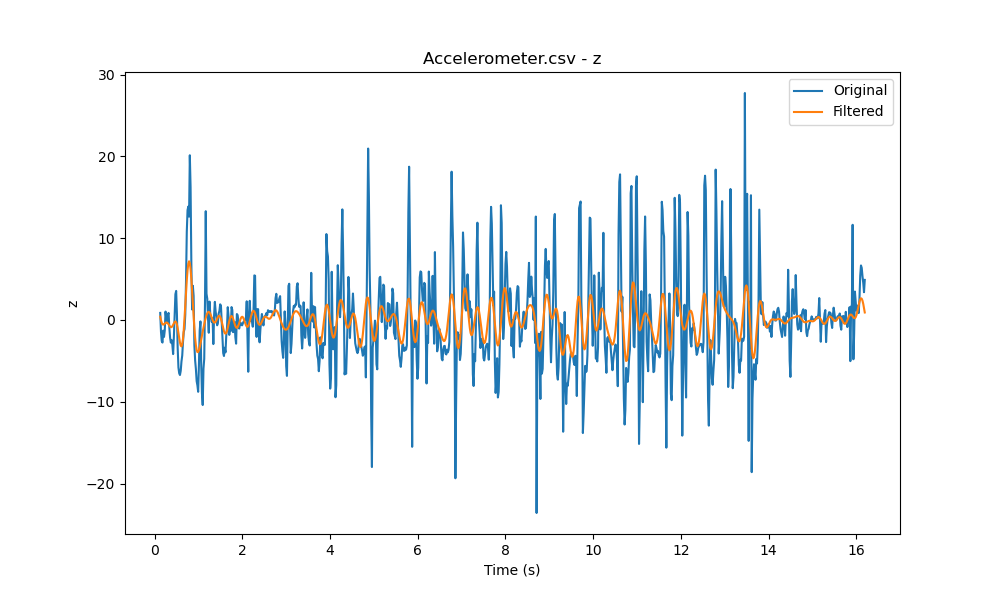 Accelerometer.csv - z
Original
Filtered
30
20
10
0
−10
−20
z
0 2 4 6 8 10 12 14 16
Time (s)